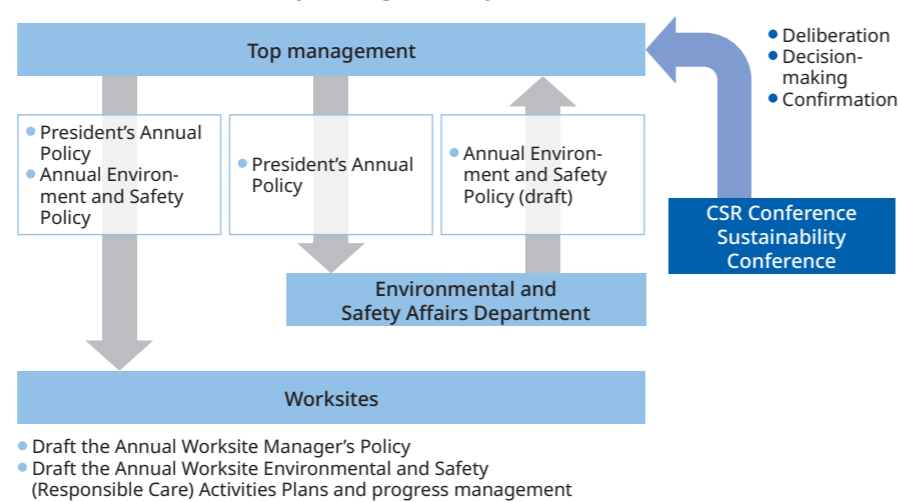 Top management
• Deliberation
• Decision-
making
• Confirmation
• President’s Annual
Policy
• Annual Environ-
ment and Safety
Policy
• President’s Annual
Policy
• Annual Environ-
ment and Safety
Policy (draft)
CSR Conference
Sustainability
Conference
Environmental and
Safety Affairs Department
Worksites
• Draft the Annual Worksite Manager’s Policy
• Draft the Annual Worksite Environmental and Safety
(Responsible Care) Activities Plans and progress management